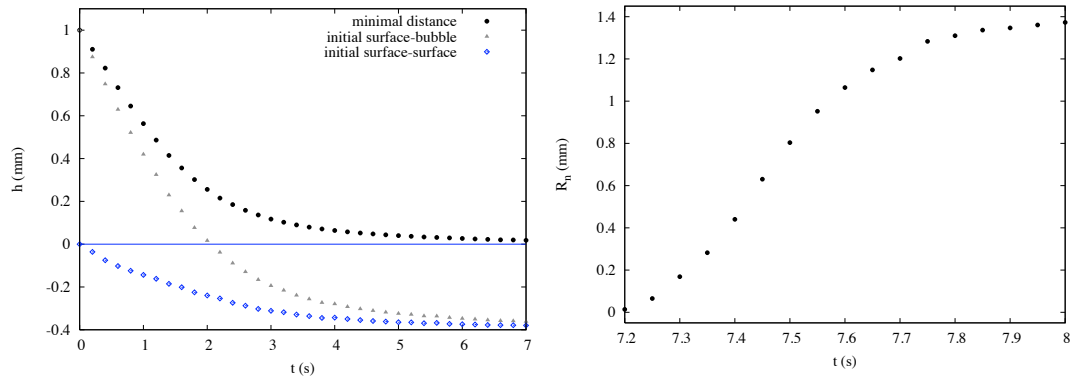 minimal distance
initial surface-bubble
initial surface-surface
h (mm)
1
0.8
0.6
0.4
0.2
0
-0.2
-0.4
0 1 2 3 4 5 6 7
t (s)
R_n (mm)
1.4
1.2
1
0.8
0.6
0.4
0.2
0
7.2 7.3 7.4 7.5 7.6 7.7 7.8 7.9 8
t (s)